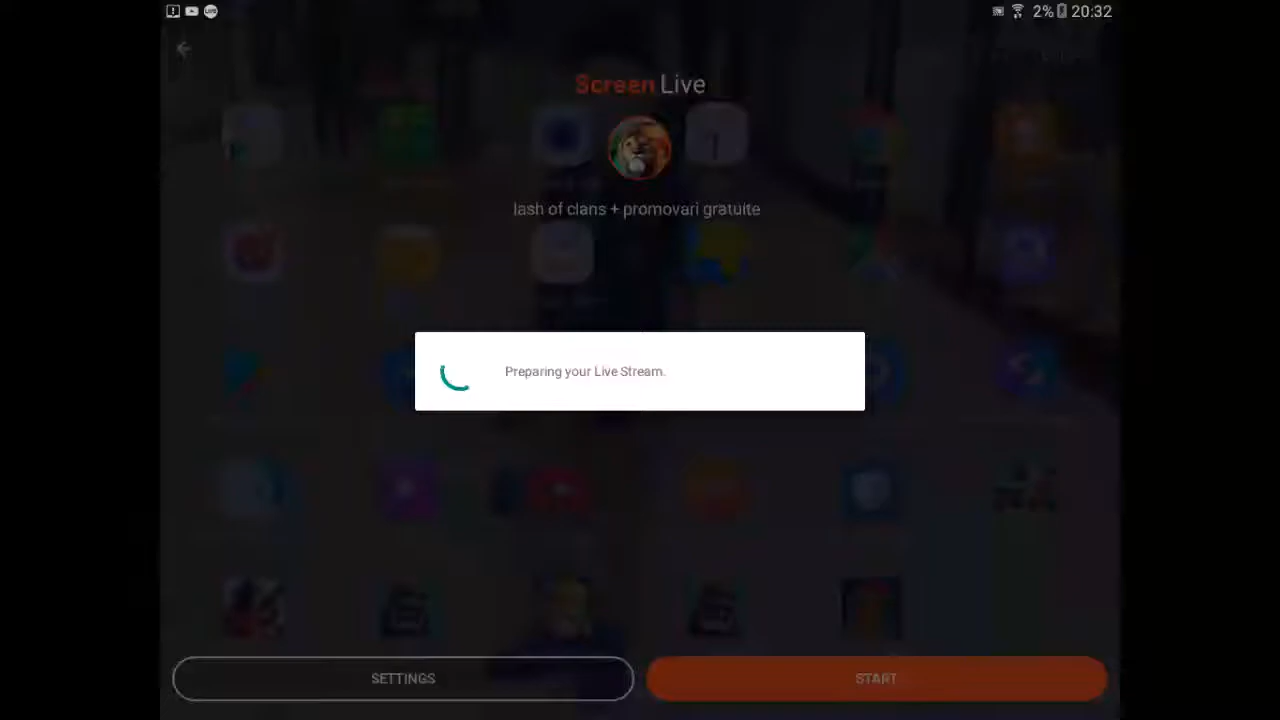 2% 20:32
Screen Live
lash of clans + promovari gratuite
Preparing your Live Stream.
SETTINGS
START